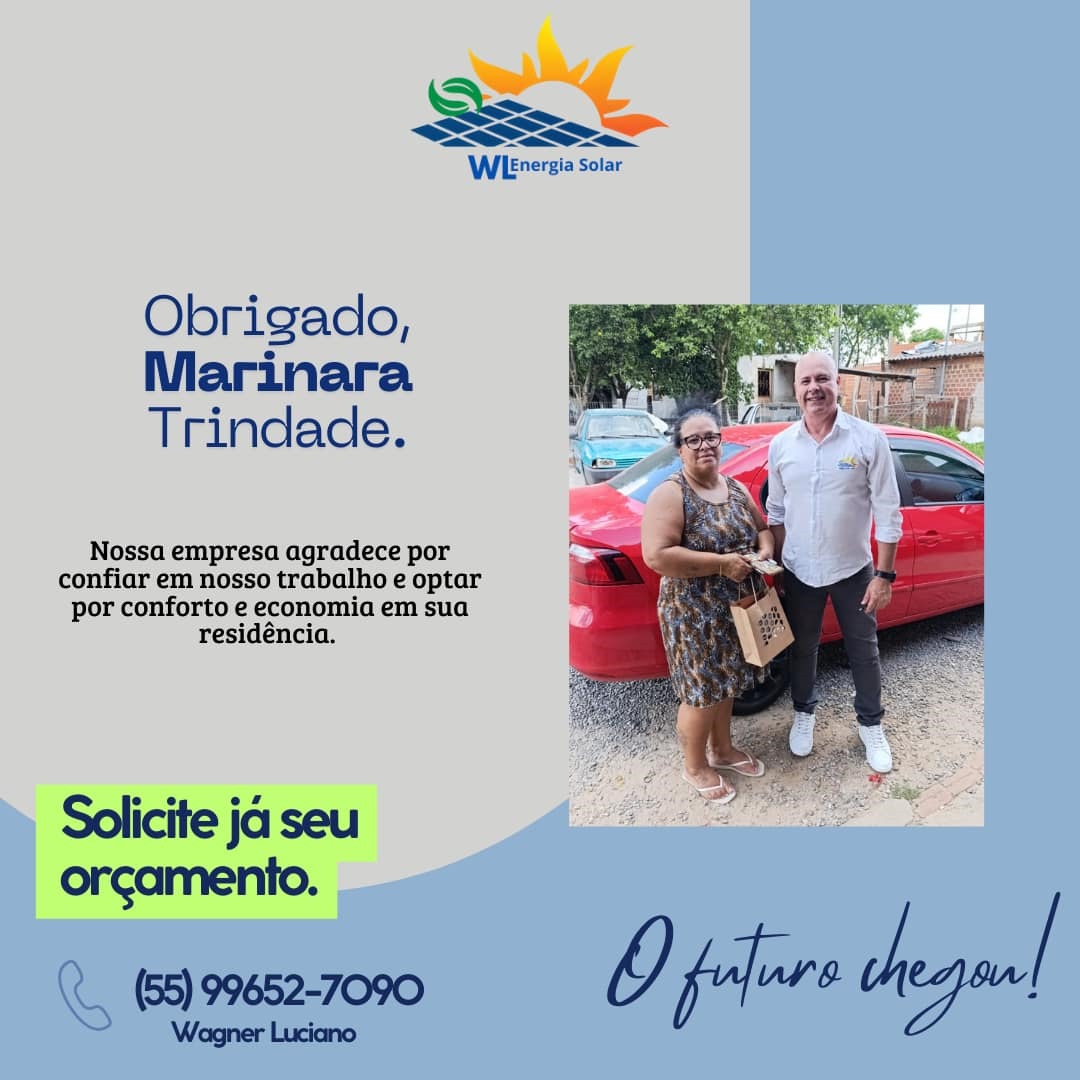 WL Energia Solar
Obrigado,
Marinara
Trindade.
Nossa empresa agradece por
confiar em nosso trabalho e optar
por conforto e economia em sua
residência.
Solicite já seu
orçamento.
(55) 99652-7090
Wagner Luciano
O futuro chegou!